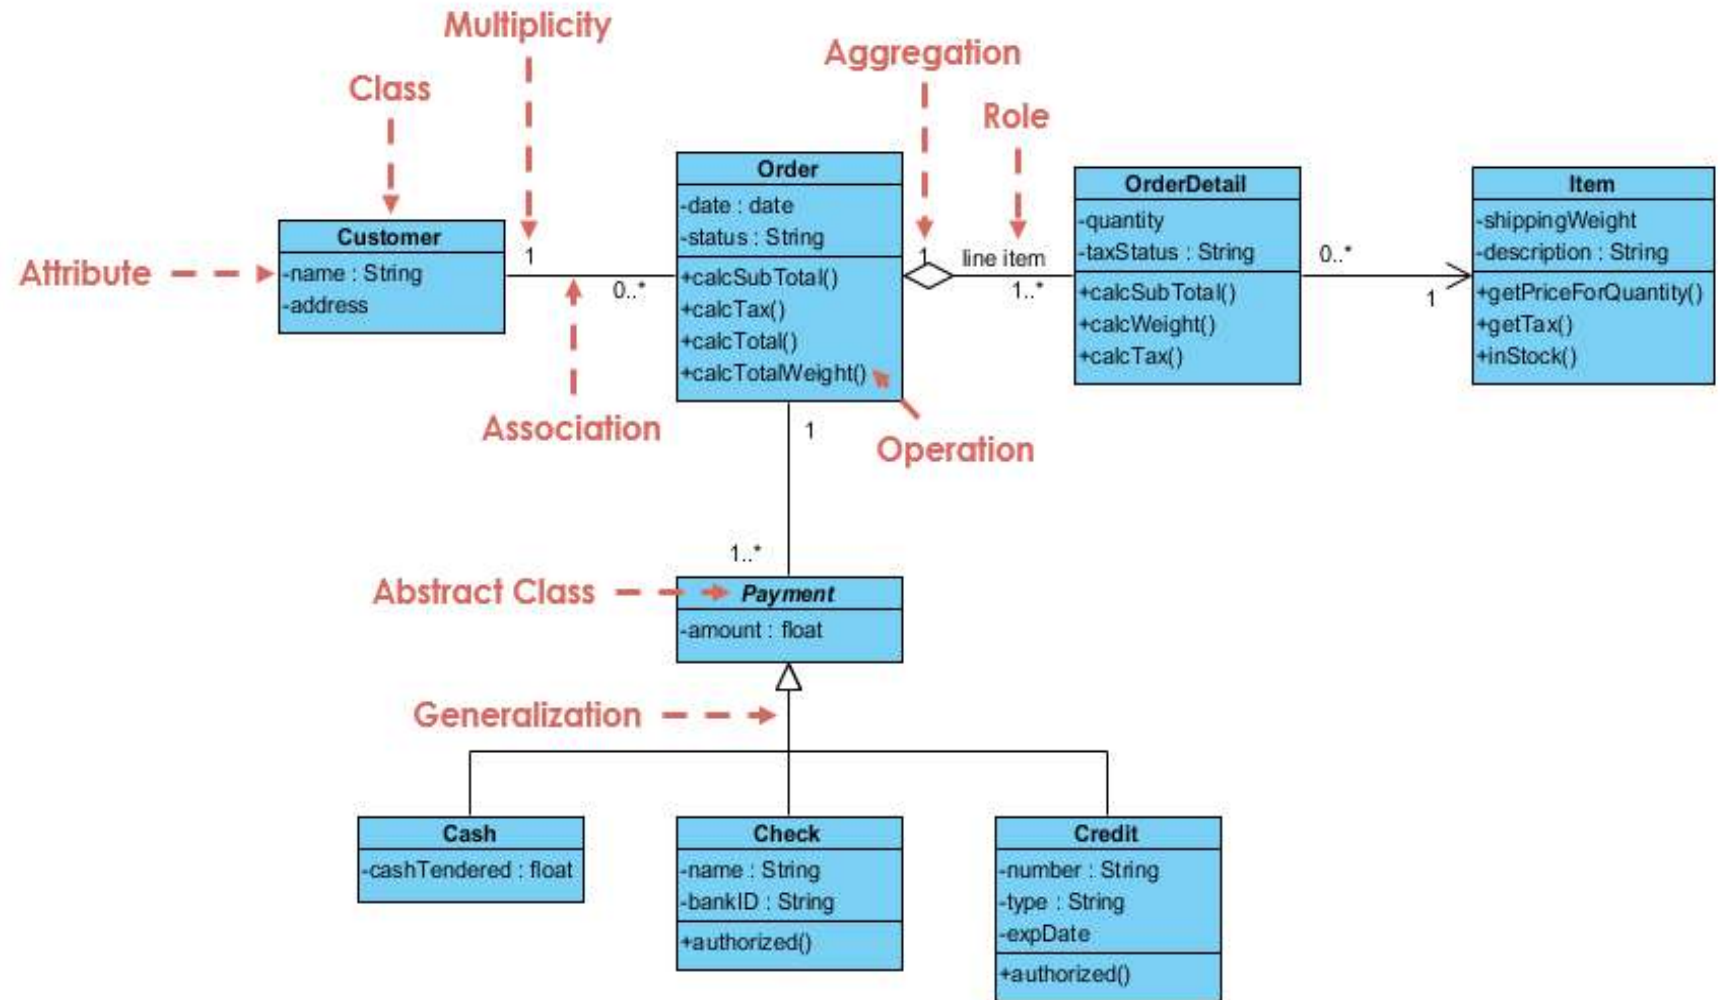 Multiplicity
Aggregation
Class
Role
Attribute
Customer
-name : String
-address
1
0..*
Association
Order
-date : date
-status : String
+calcSubTotal()
+calcTax()
+calcTotal()
+calcTotalWeight()
Operation
1
line item
1..*
OrderDetail
-quantity
-taxStatus : String
+calcSubTotal()
+calcWeight()
+calcTax()
0..*
1
Item
-shippingWeight
-description : String
+getPriceForQuantity()
+getTax()
+inStock()
1
1..*
Abstract Class
Payment
-amount : float
Generalization
Cash
-cashTendered : float
Check
-name : String
-bankID : String
+authorized()
Credit
-number : String
-type : String
-expDate
+authorized()